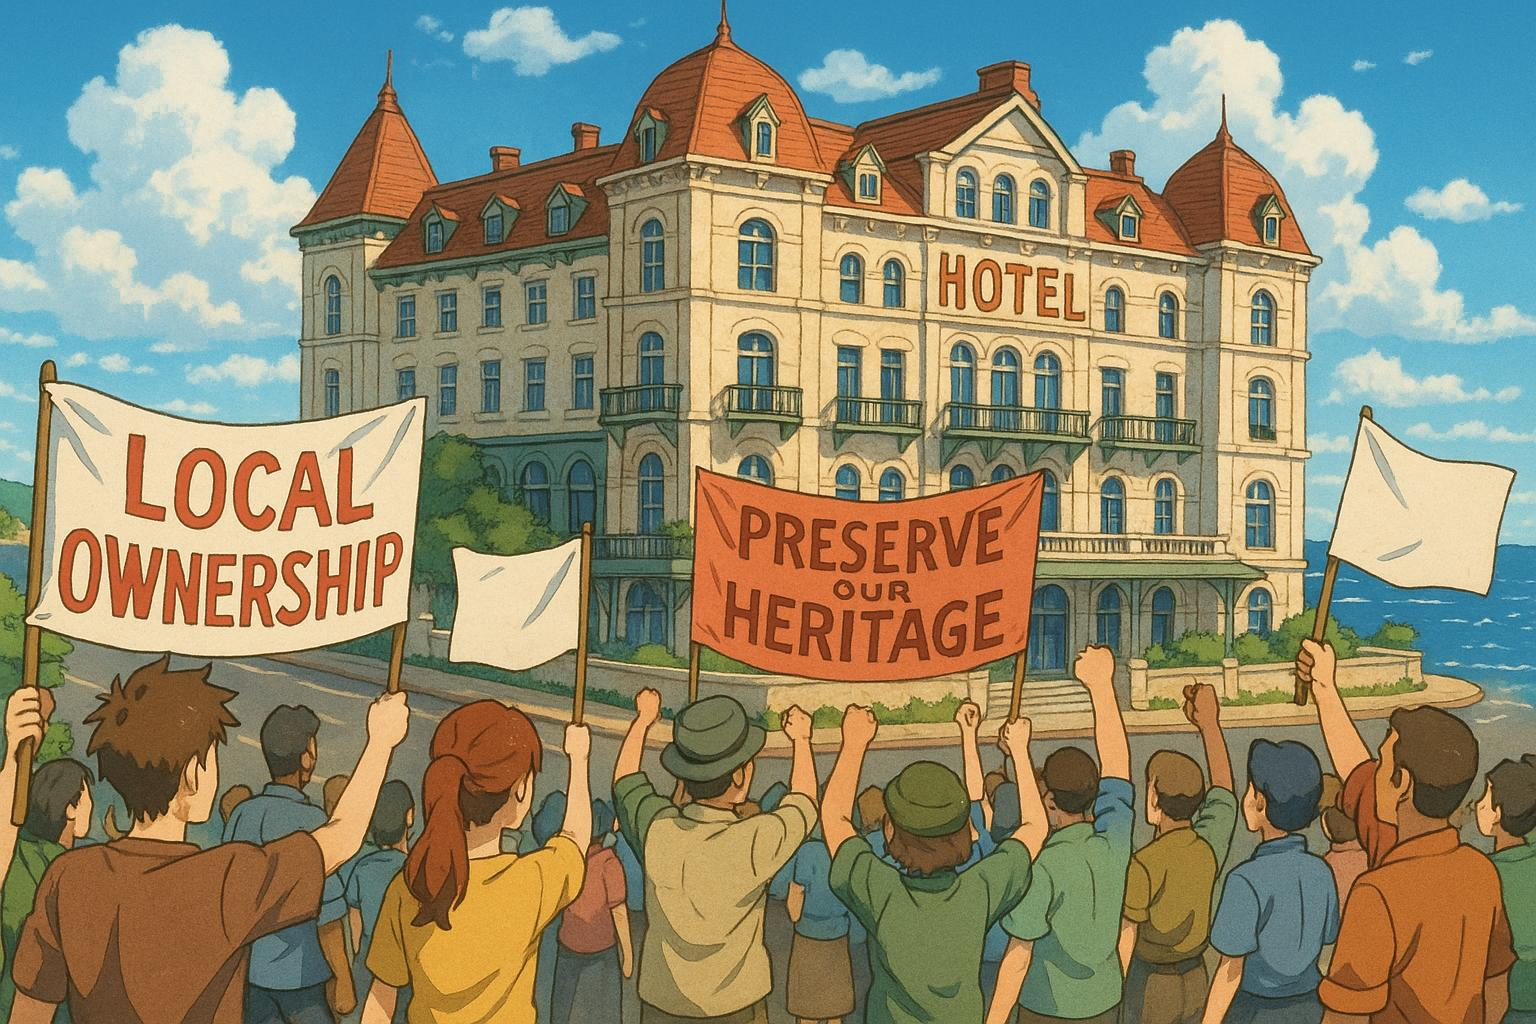 HOTEL
LOCAL
OWNERSHIP
PRESERVE
OUR
HERITAGE